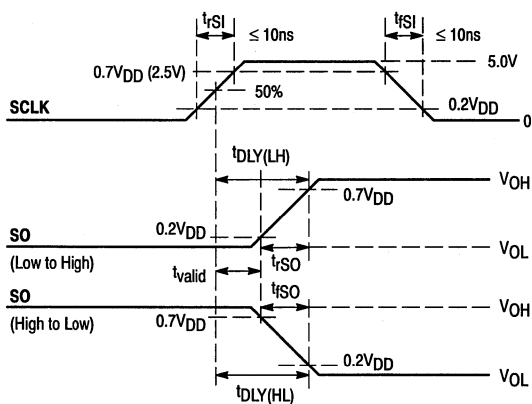 trSI ≤ 10ns tfSI ≤ 10ns
0.7VDD (2.5V) 5.0V
50%
SCLK 0.2VDD 0
tDLY(LH) VOH
0.7VDD
0.2VDD
SO VOL
(Low to High) tvalid trSO
SO tfSO VOH
(High to Low) 0.7VDD
0.2VDD
tDLY(HL) VOL